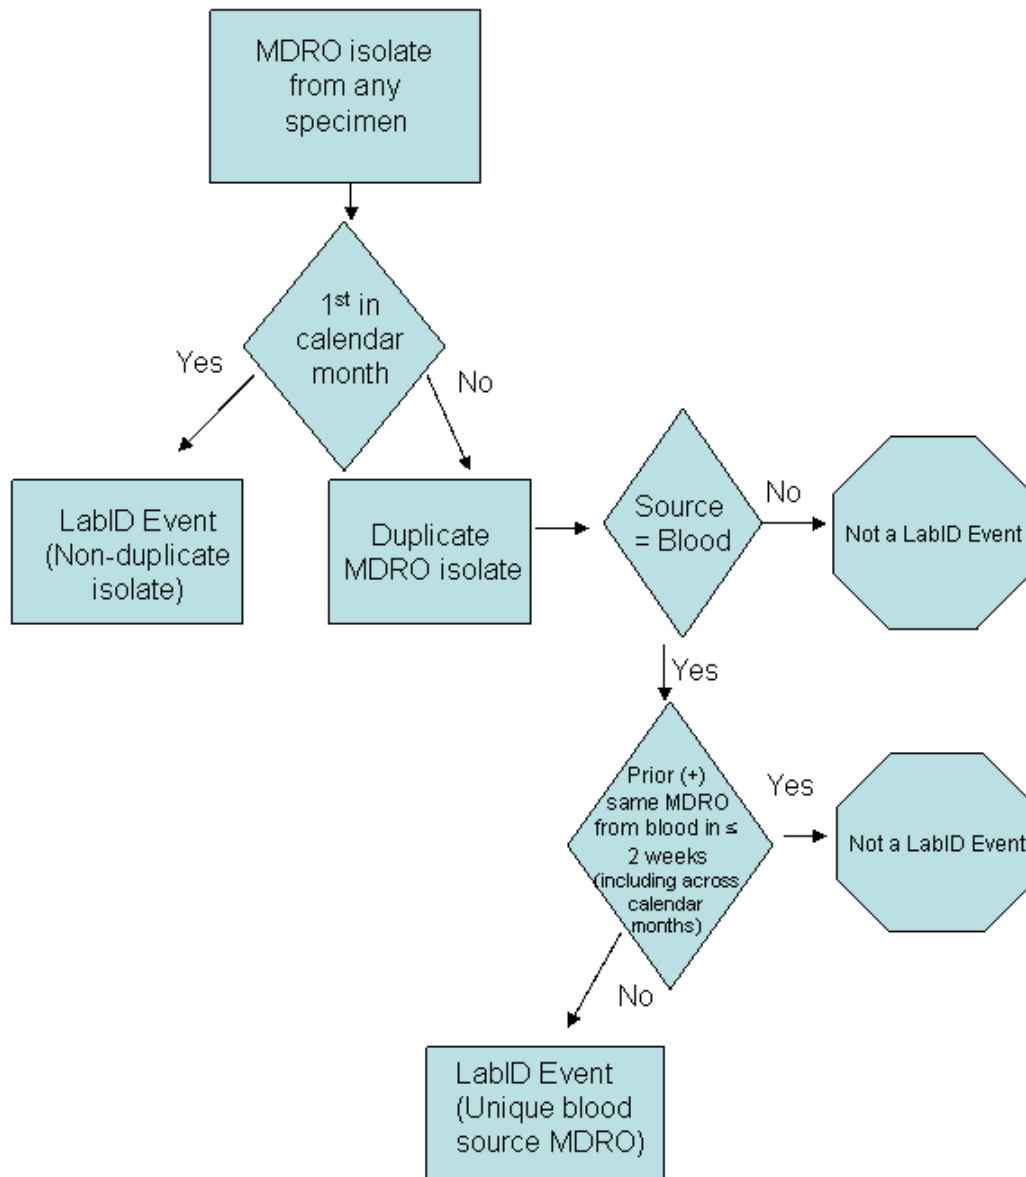 MDRO isolate
from any
specimen
1st in
calendar
month
Yes
No
LabID Event
(Non-duplicate
isolate)
Duplicate
MDRO isolate
Source
= Blood
No
Not a LabID Event
Yes
Prior (+)
same MDRO
from blood in ≤
2 weeks
(including across
calendar
months)
Yes
Not a LabID Event
No
LabID Event
(Unique blood
source MDRO)